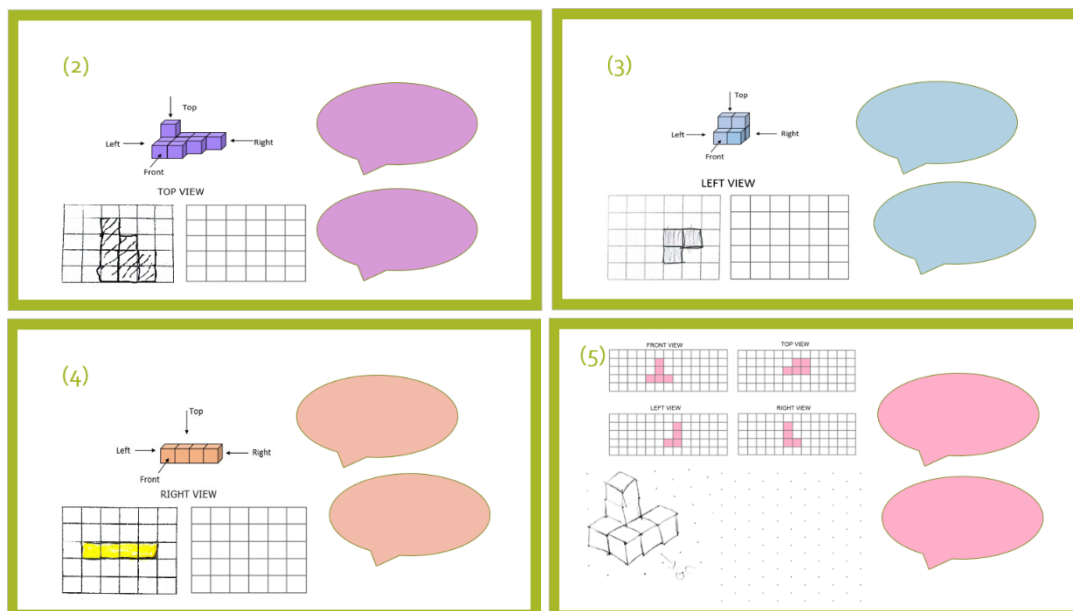 (2)
Top
Left
Right
Front
TOP VIEW
(3)
Top
Left
Right
Front
LEFT VIEW
(4)
Top
Left
Right
Front
RIGHT VIEW
(5)
FRONT VIEW
TOP VIEW
LEFT VIEW
RIGHT VIEW